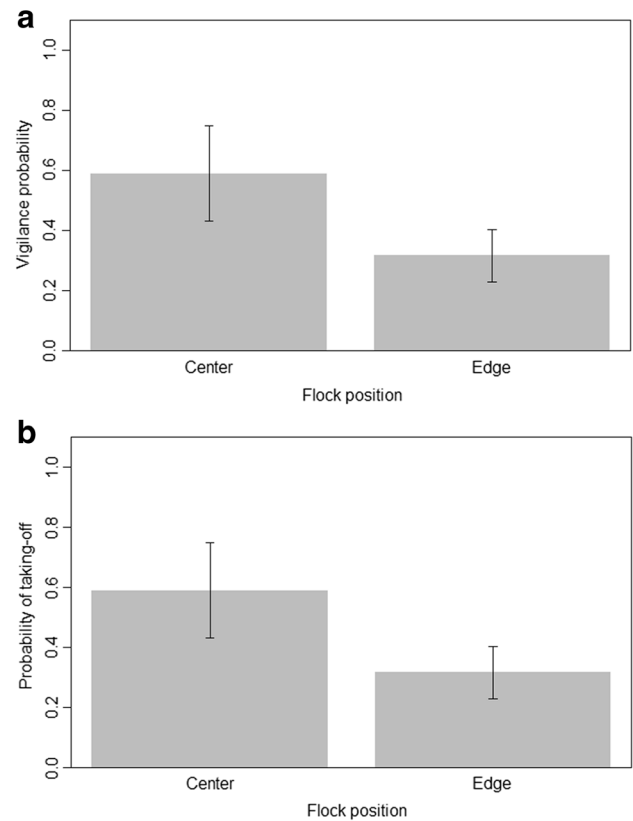 a
1.0
0.8
0.6
0.4
0.2
0.0
Vigilance probability
Center Edge
Flock position
b
1.0
0.8
0.6
0.4
0.2
0.0
Probability of taking-off
Center Edge
Flock position